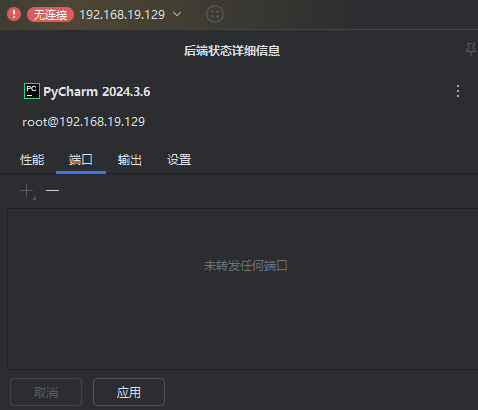 无连接 192.168.19.129
后端状态详细信息
PC PyCharm 2024.3.6
root@192.168.19.129
性能 端口 输出 设置
未转发任何端口
取消 应用